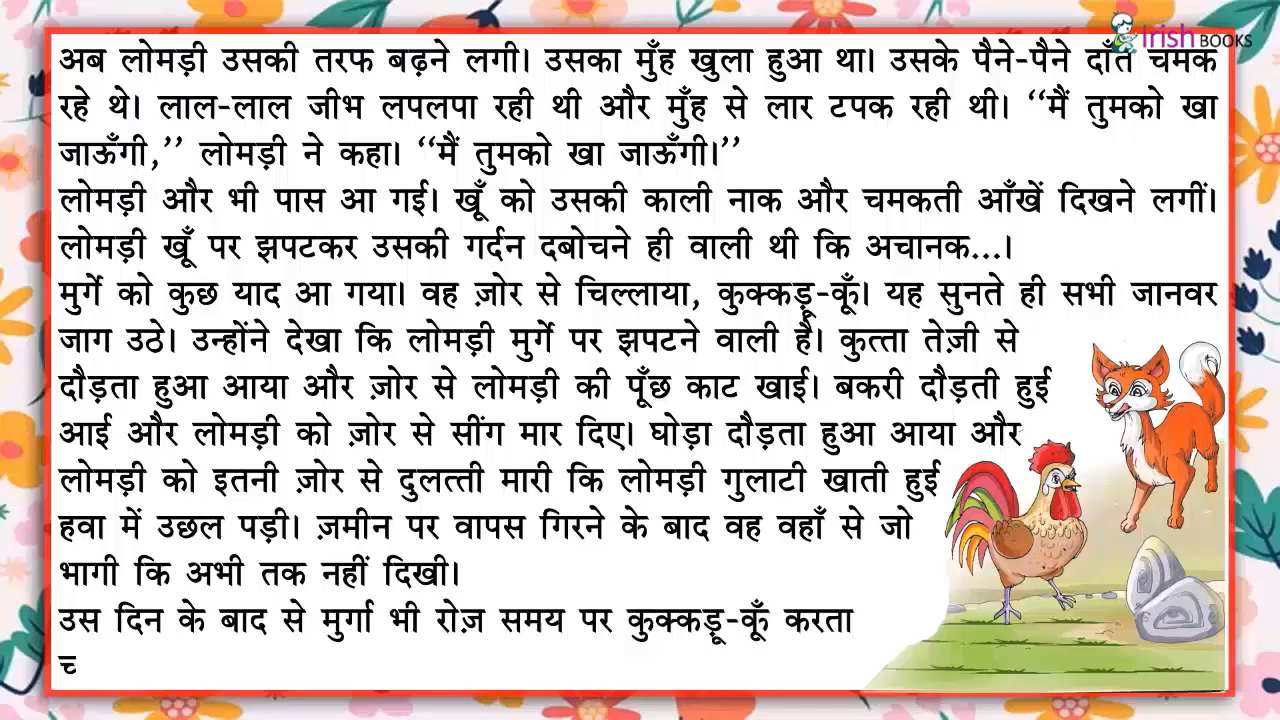 Irish BOOKS
अब लोमड़ी उसकी तरफ बढ़ने लगी। उसका मुँह खुला हुआ था। उसके पैने-पैने दाँत चमक
रहे थे। लाल-लाल जीभ लपलपा रही थी और मुँह से लार टपक रही थी। “मैं तुमको खा
जाऊँगी,” लोमड़ी ने कहा। “मैं तुमको खा जाऊँगी।”
लोमड़ी और भी पास आ गई। खूँ को उसकी काली नाक और चमकती आँखें दिखने लगीं।
लोमड़ी खूँ पर झपटकर उसकी गर्दन दबोचने ही वाली थी कि अचानक...।
मुर्गे को कुछ याद आ गया। वह ज़ोर से चिल्लाया, कुक्कड़ू-कूँ। यह सुनते ही सभी जानवर
जाग उठे। उन्होंने देखा कि लोमड़ी मुर्गे पर झपटने वाली है। कुत्ता तेज़ी से
दौड़ता हुआ आया और ज़ोर से लोमड़ी की पूँछ काट खाई। बकरी दौड़ती हुई
आई और लोमड़ी को ज़ोर से सींग मार दिए। घोड़ा दौड़ता हुआ आया और
लोमड़ी को इतनी ज़ोर से दुलत्ती मारी कि लोमड़ी गुलाटी खाती हुई
हवा में उछल पड़ी। ज़मीन पर वापस गिरने के बाद वह वहाँ से जो
भागी कि अभी तक नहीं दिखी।
उस दिन के बाद से मुर्गा भी रोज़ समय पर कुक्कड़ू-कूँ करता